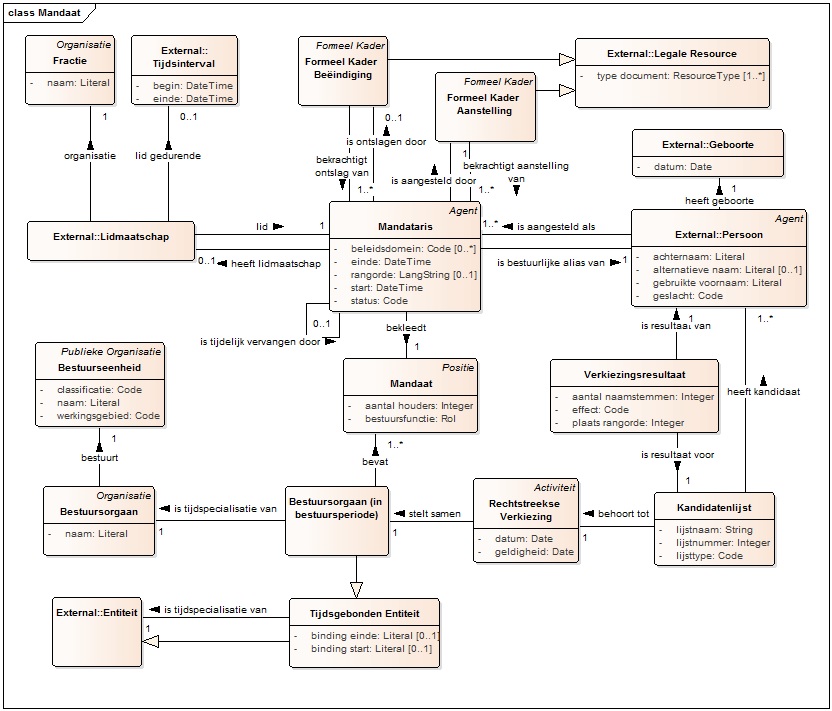 class Mandaat
Organisatie
Fractie
- naam: Literal
External::
Tijdsinterval
- begin: DateTime
- einde: DateTime
Formeel Kader
Formeel Kader
Beëindiging
Formeel Kader
Formeel Kader
Aanstelling
External::Legale Resource
- type document: ResourceType [1..*]
1
0..1
0..1
1
organisatie
lid gedurende
is ontslagen door
bekrachtigt
ontslag van
1..*
is aangesteld door
bekrachtigt aanstelling
van
1..*
External::Geboorte
- datum: Date
1
heeft geboorte
External::Lidmaatschap
lid
1
0..1
heeft lidmaatschap
Agent
Mandataris
- beleidsdomein: Code [0..*]
- einde: DateTime
- rangorde: LangString [0..1]
- start: DateTime
- status: Code
1..*
is aangesteld als
is bestuurlijke alias van
1
Agent
External::Persoon
- achternaam: Literal
- alternatieve naam: Literal [0..1]
- gebruikte voornaam: Literal
- geslacht: Code
0..1
is tijdelijk vervangen door
bekleedt
1
1
is resultaat van
1..*
Publieke Organisatie
Bestuurseenheid
- classificatie: Code
- naam: Literal
- werkingsgebied: Code
Positie
Mandaat
- aantal houders: Integer
- bestuursfunctie: Rol
Verkiezingsresultaat
- aantal naamstemmen: Integer
- effect: Code
- plaats rangorde: Integer
heeft kandidaat
1
bestuurt
1..*
bevat
is resultaat voor
1
Organisatie
Bestuursorgaan
- naam: Literal
is tijdspecialisatie van
1
Bestuursorgaan (in
bestuursperiode)
stelt samen
1
Activiteit
Rechtstreekse
Verkiezing
- datum: Date
- geldigheid: Date
behoort tot
1
Kandidatenlijst
- lijstnaam: String
- lijstnummer: Integer
- lijsttype: Code
External::Entiteit
is tijdspecialisatie van
1
Tijdsgebonden Entiteit
- binding einde: Literal [0..1]
- binding start: Literal [0..1]